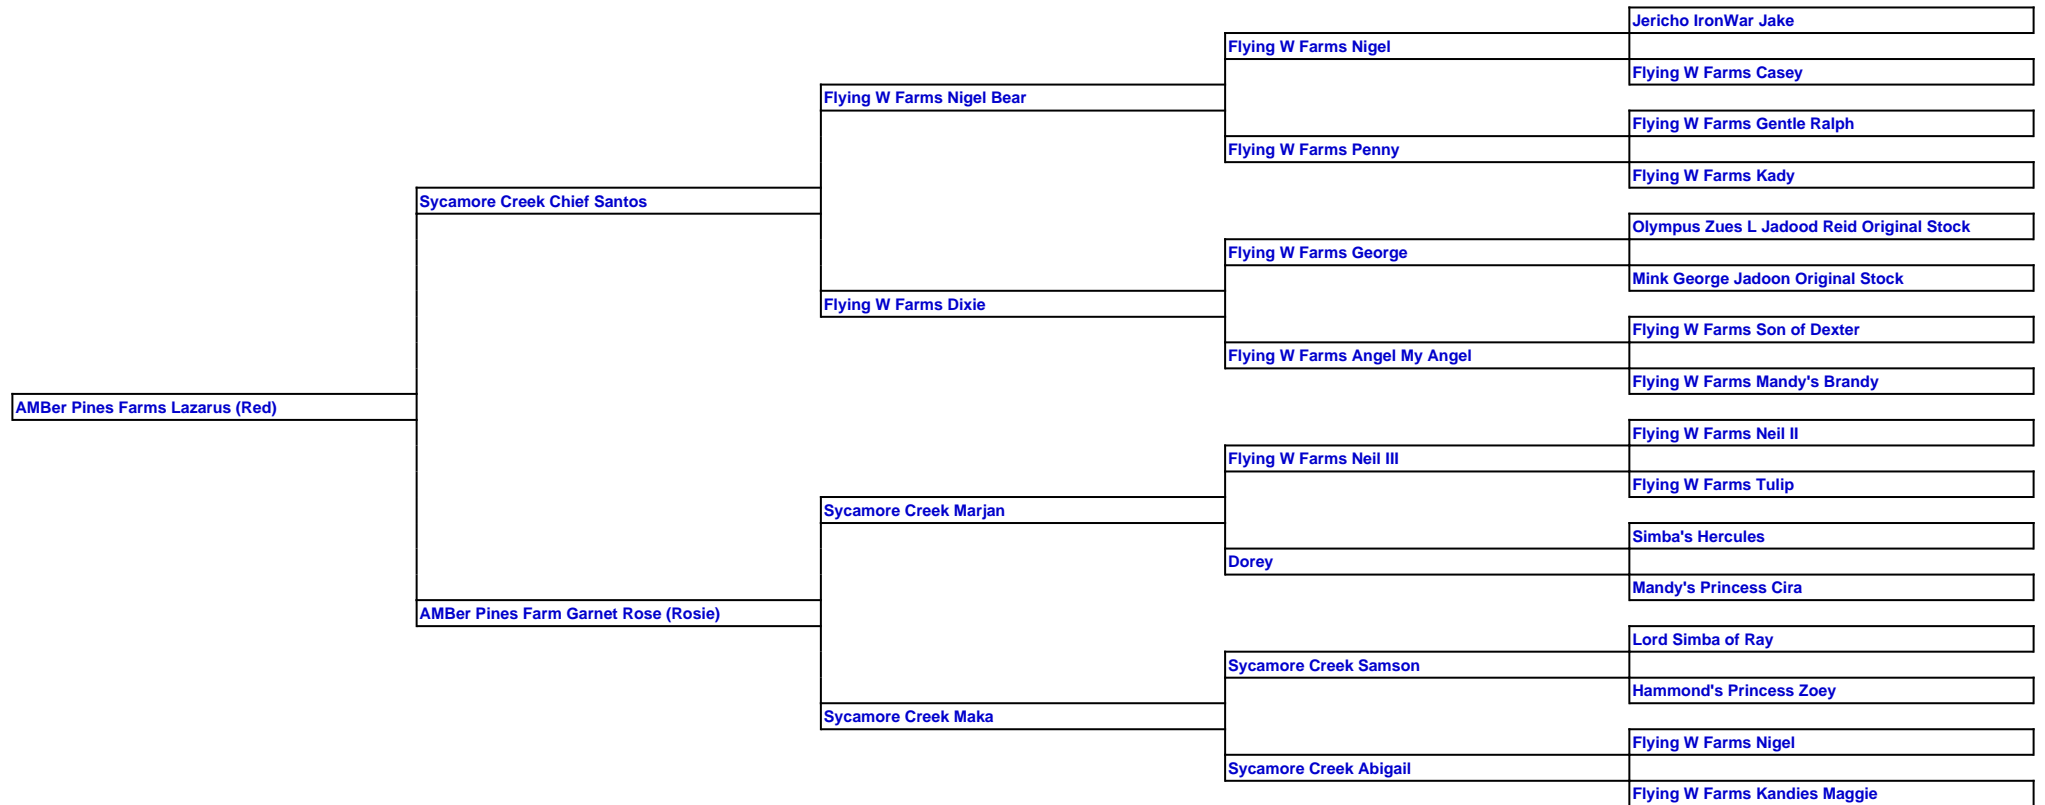 Jericho IronWar Jake
Flying W Farms Nigel
Flying W Farms Casey
Flying W Farms Nigel Bear
Flying W Farms Gentle Ralph
Flying W Farms Penny
Flying W Farms Kady
Sycamore Creek Chief Santos
Olympus Zues L Jadood Reid Original Stock
Flying W Farms George
Mink George Jadoon Original Stock
Flying W Farms Dixie
Flying W Farms Son of Dexter
Flying W Farms Angel My Angel
Flying W Farms Mandy's Brandy
AMBer Pines Farms Lazarus (Red)
Flying W Farms Neil II
Flying W Farms Neil III
Flying W Farms Tulip
Sycamore Creek Marjan
Simba's Hercules
Dorey
Mandy's Princess Cira
AMBer Pines Farm Garnet Rose (Rosie)
Lord Simba of Ray
Sycamore Creek Samson
Hammond's Princess Zoey
Sycamore Creek Maka
Flying W Farms Nigel
Sycamore Creek Abigail
Flying W Farms Kandies Maggie